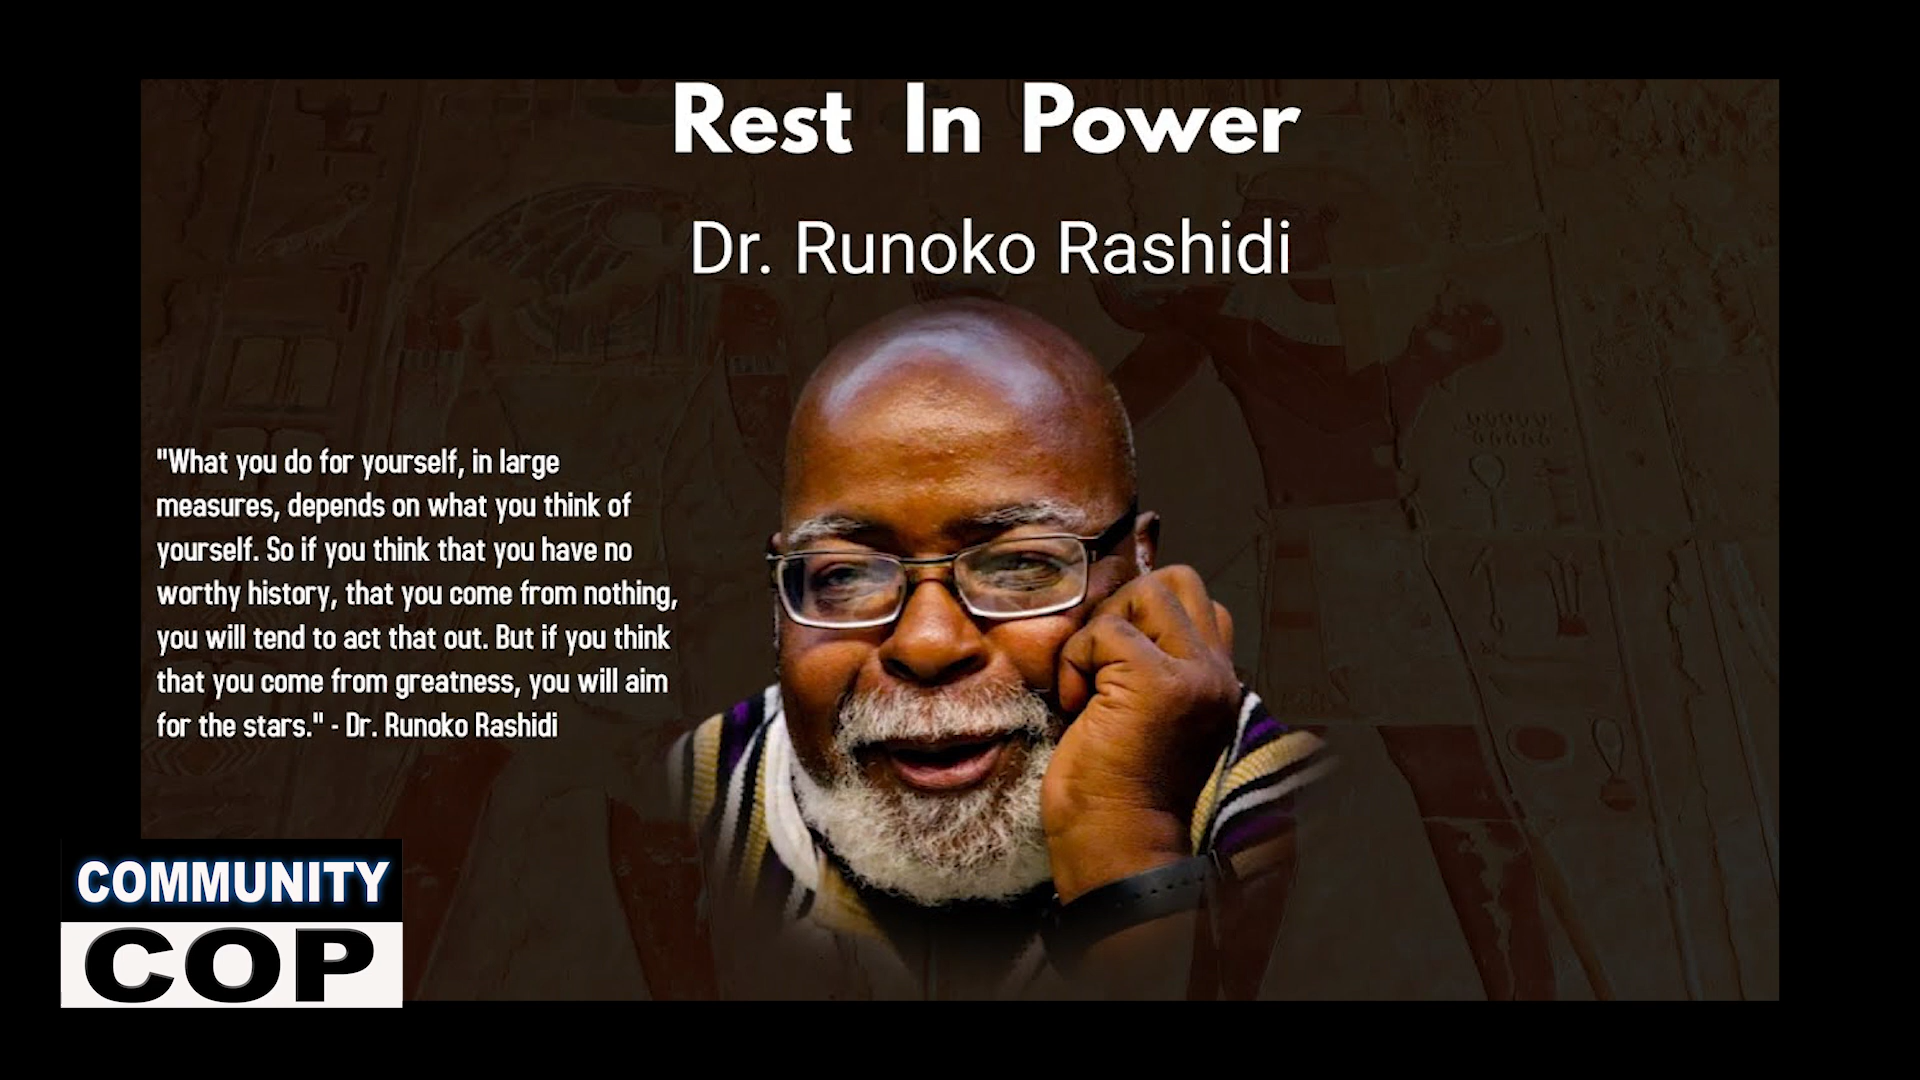 Rest In Power
Dr. Runoko Rashidi
"What you do for yourself, in large
measures, depends on what you think of
yourself. So if you think that you have no
worthy history, that you come from nothing,
you will tend to act that out. But if you think
that you come from greatness, you will aim
for the stars." - Dr. Runoko Rashidi
COMMUNITY
COP